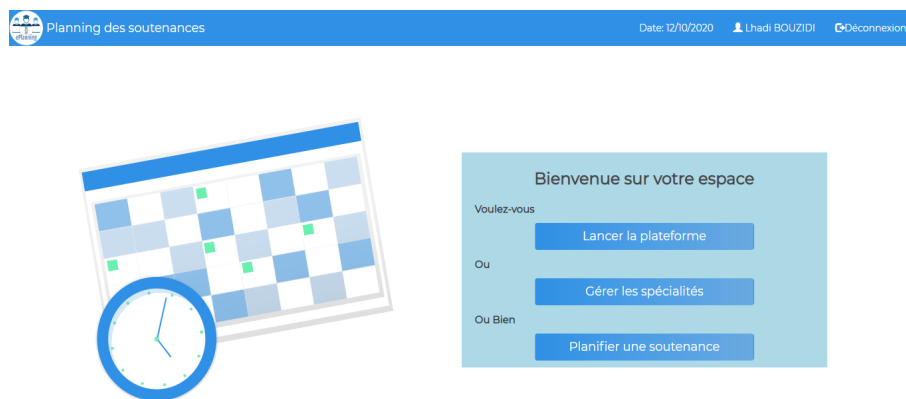 Planning des soutenances
Date: 12/10/2020 Lhadi BOUZIDI Déconnexion
ePlanning
Bienvenue sur votre espace
Voulez-vous
Lancer la plateforme
Ou
Gérer les spécialités
Ou Bien
Planifier une soutenance